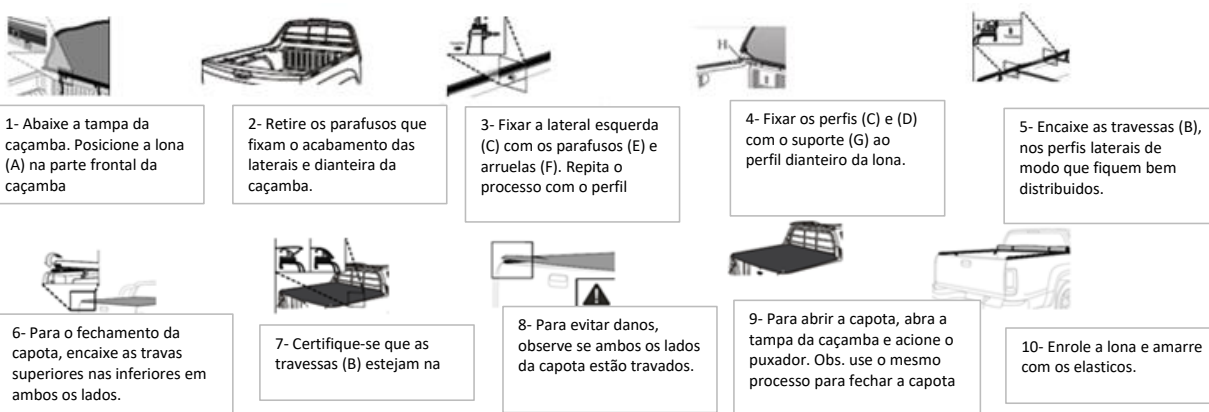 1- Abaixe a tampa da
caçamba. Posicione a lona
(A) na parte frontal da
caçamba
2- Retire os parafusos que
fixam o acabamento das
laterais e dianteira da
caçamba.
3- Fixar a lateral esquerda
(C) com os parafusos (E) e
arruelas (F). Repita o
processo com o perfil
H
4- Fixar os perfis (C) e (D)
com o suporte (G) ao
perfil dianteiro da lona.
5- Encaixe as travessas (B),
nos perfis laterais de
modo que fiquem bem
distribuidos.
6- Para o fechamento da
capota, encaixe as travas
superiores nas inferiores em
ambos os lados.
7- Certifique-se que as
travessas (B) estejam na
8- Para evitar danos,
observe se ambos os lados
da capota estão travados.
9- Para abrir a capota, abra a
tampa da caçamba e acione o
puxador. Obs. use o mesmo
processo para fechar a capota
10- Enrole a lona e amarre
com os elasticos.